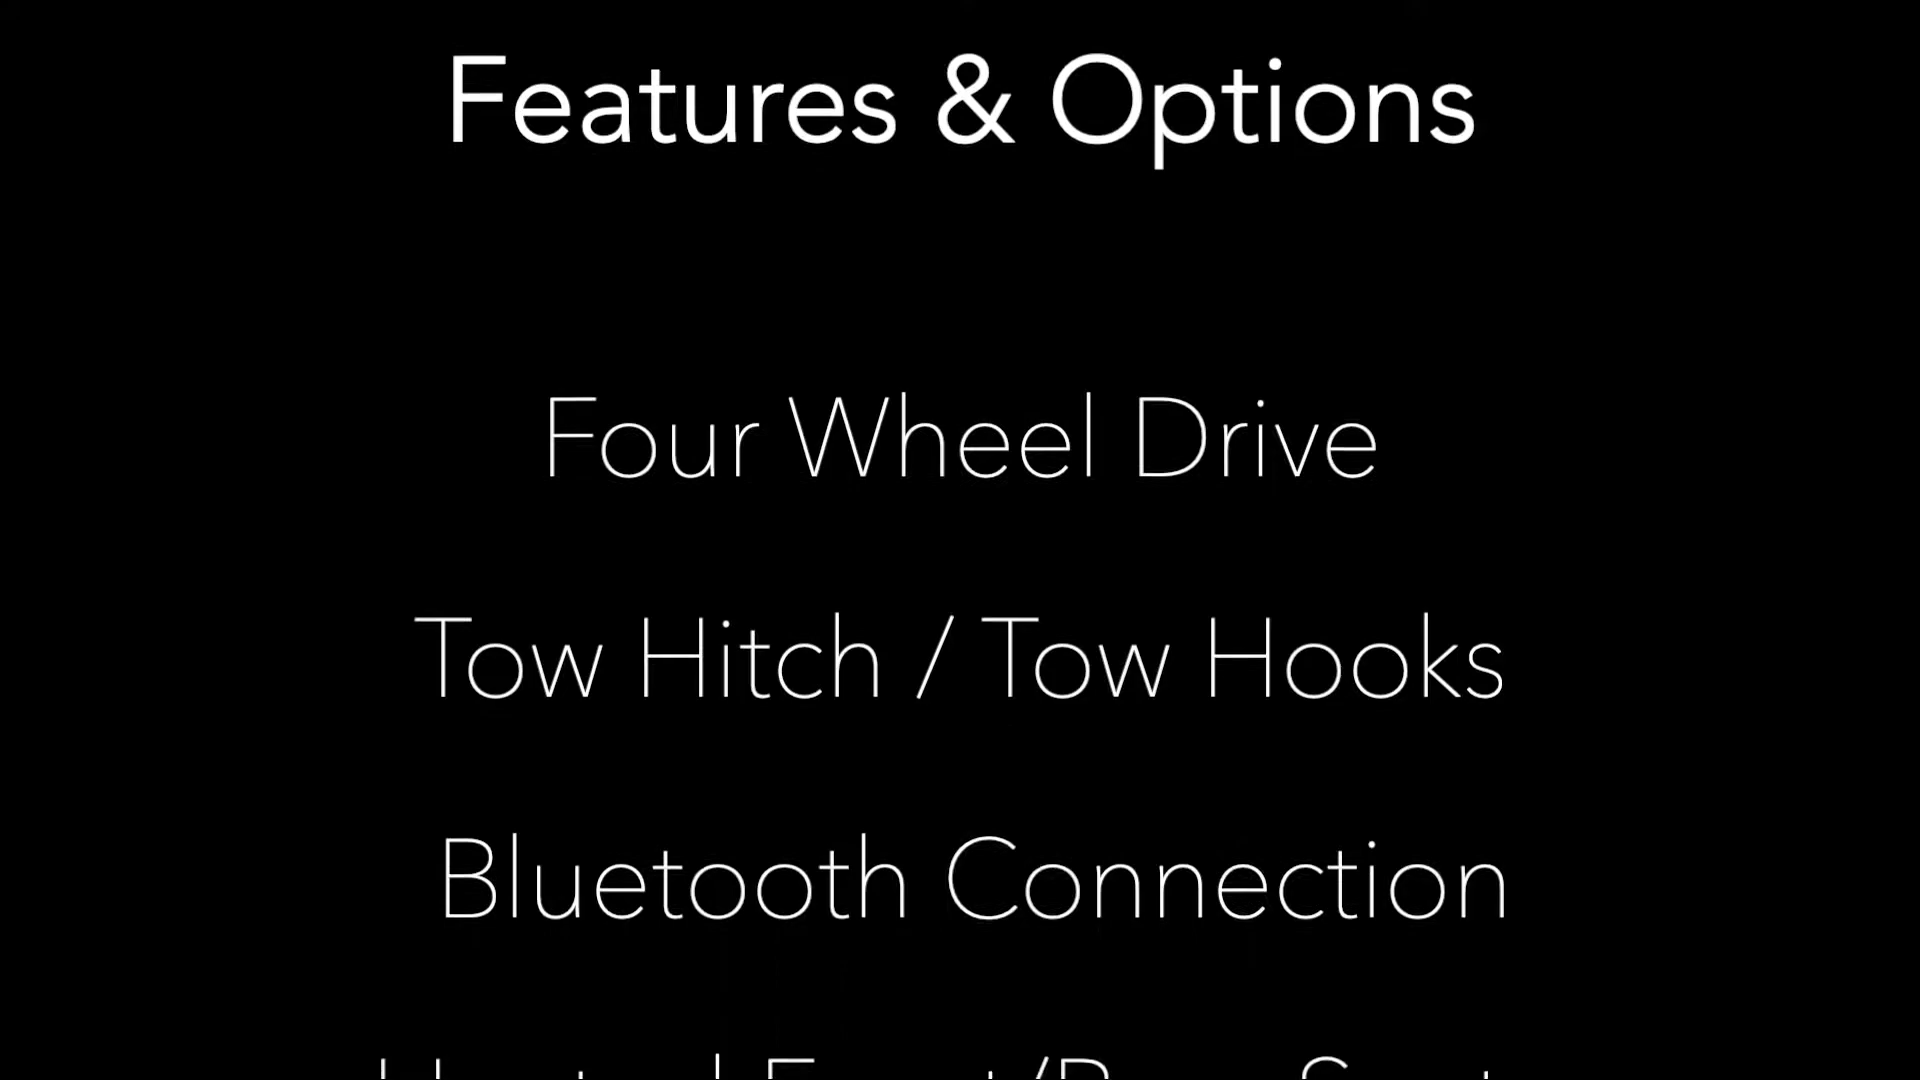 Features & Options
Four Wheel Drive
Tow Hitch / Tow Hooks
Bluetooth Connection